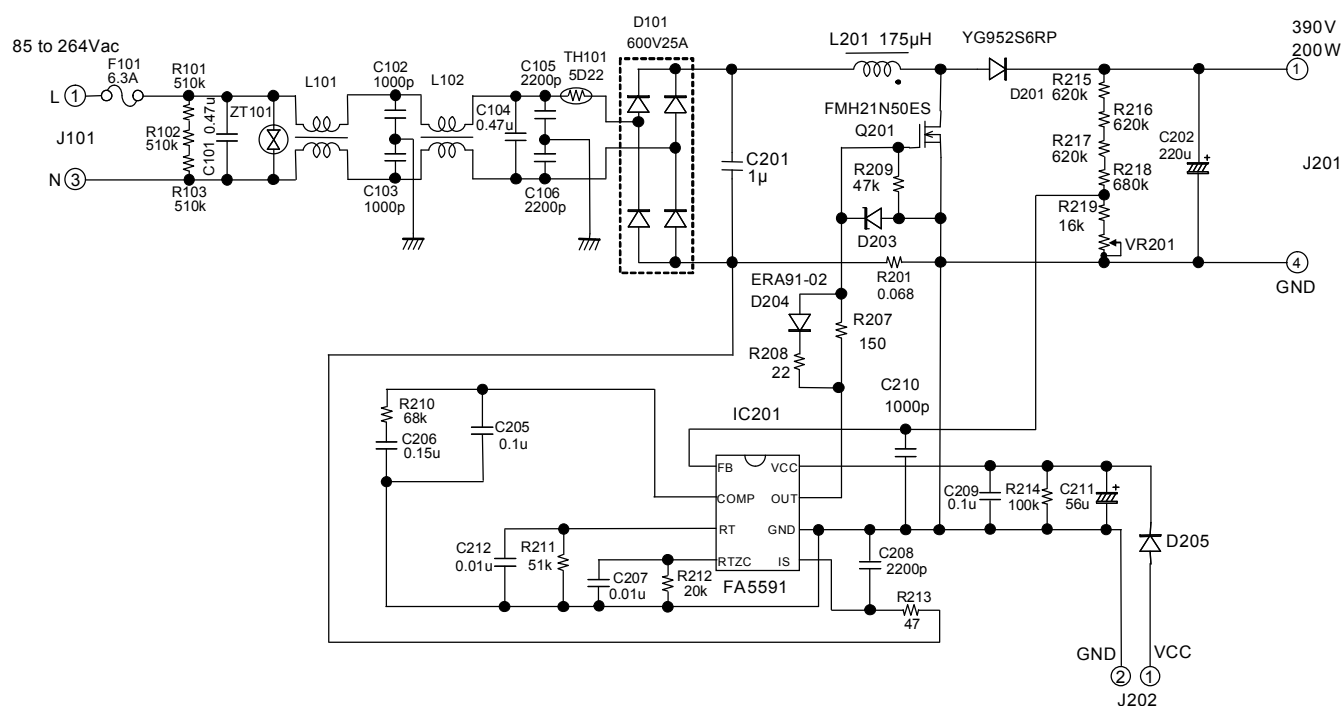 85 to 264Vac
F101
6.3A
L 1
J101
N 3
R101
510k
R102
510k
R103
510k
C101 0.47u
ZT101
L101
C102
1000p
C103
1000p
L102
C104
0.47u
C105
2200p
C106
2200p
TH101
5D22
D101
600V25A
C201
1µ
L201 175µH
YG952S6RP
D201
FMH21N50ES
Q201
R209
47k
D203
R201
0.068
R215
620k
R216
620k
R217
620k
R218
680k
R219
16k
VR201
C202
220u
+
390V
200W
1
J201
4
GND
ERA91-02
D204
R208
22
R207
150
R210
68k
C206
0.15u
C205
0.1u
C212
0.01u
R211
51k
C207
0.01u
R212
20k
IC201
FB VCC
COMP OUT
RT GND
RTZC IS
FA5591
C210
1000p
C209
0.1u
R214
100k
C211
56u
+
C208
2200p
R213
47
D205
GND VCC
2 1
J202